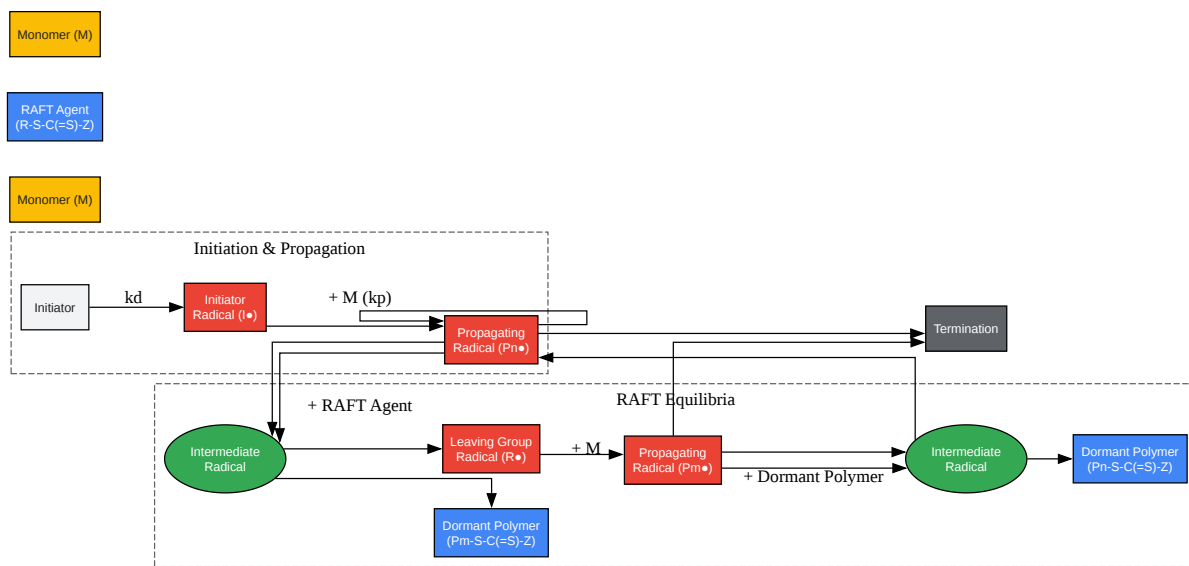 Monomer (M)
RAFT Agent
(R-S-C(=S)-Z)
Monomer (M)
Initiation & Propagation
Initiator
kd
Initiator
Radical (I●)
+ M (kp)
Propagating
Radical (Pn●)
Termination
+ RAFT Agent
RAFT Equilibria
Intermediate
Radical
Leaving Group
Radical (R●)
+ M
Propagating
Radical (Pm●)
+ Dormant Polymer
Intermediate
Radical
Dormant Polymer
(Pn-S-C(=S)-Z)
Dormant Polymer
(Pm-S-C(=S)-Z)